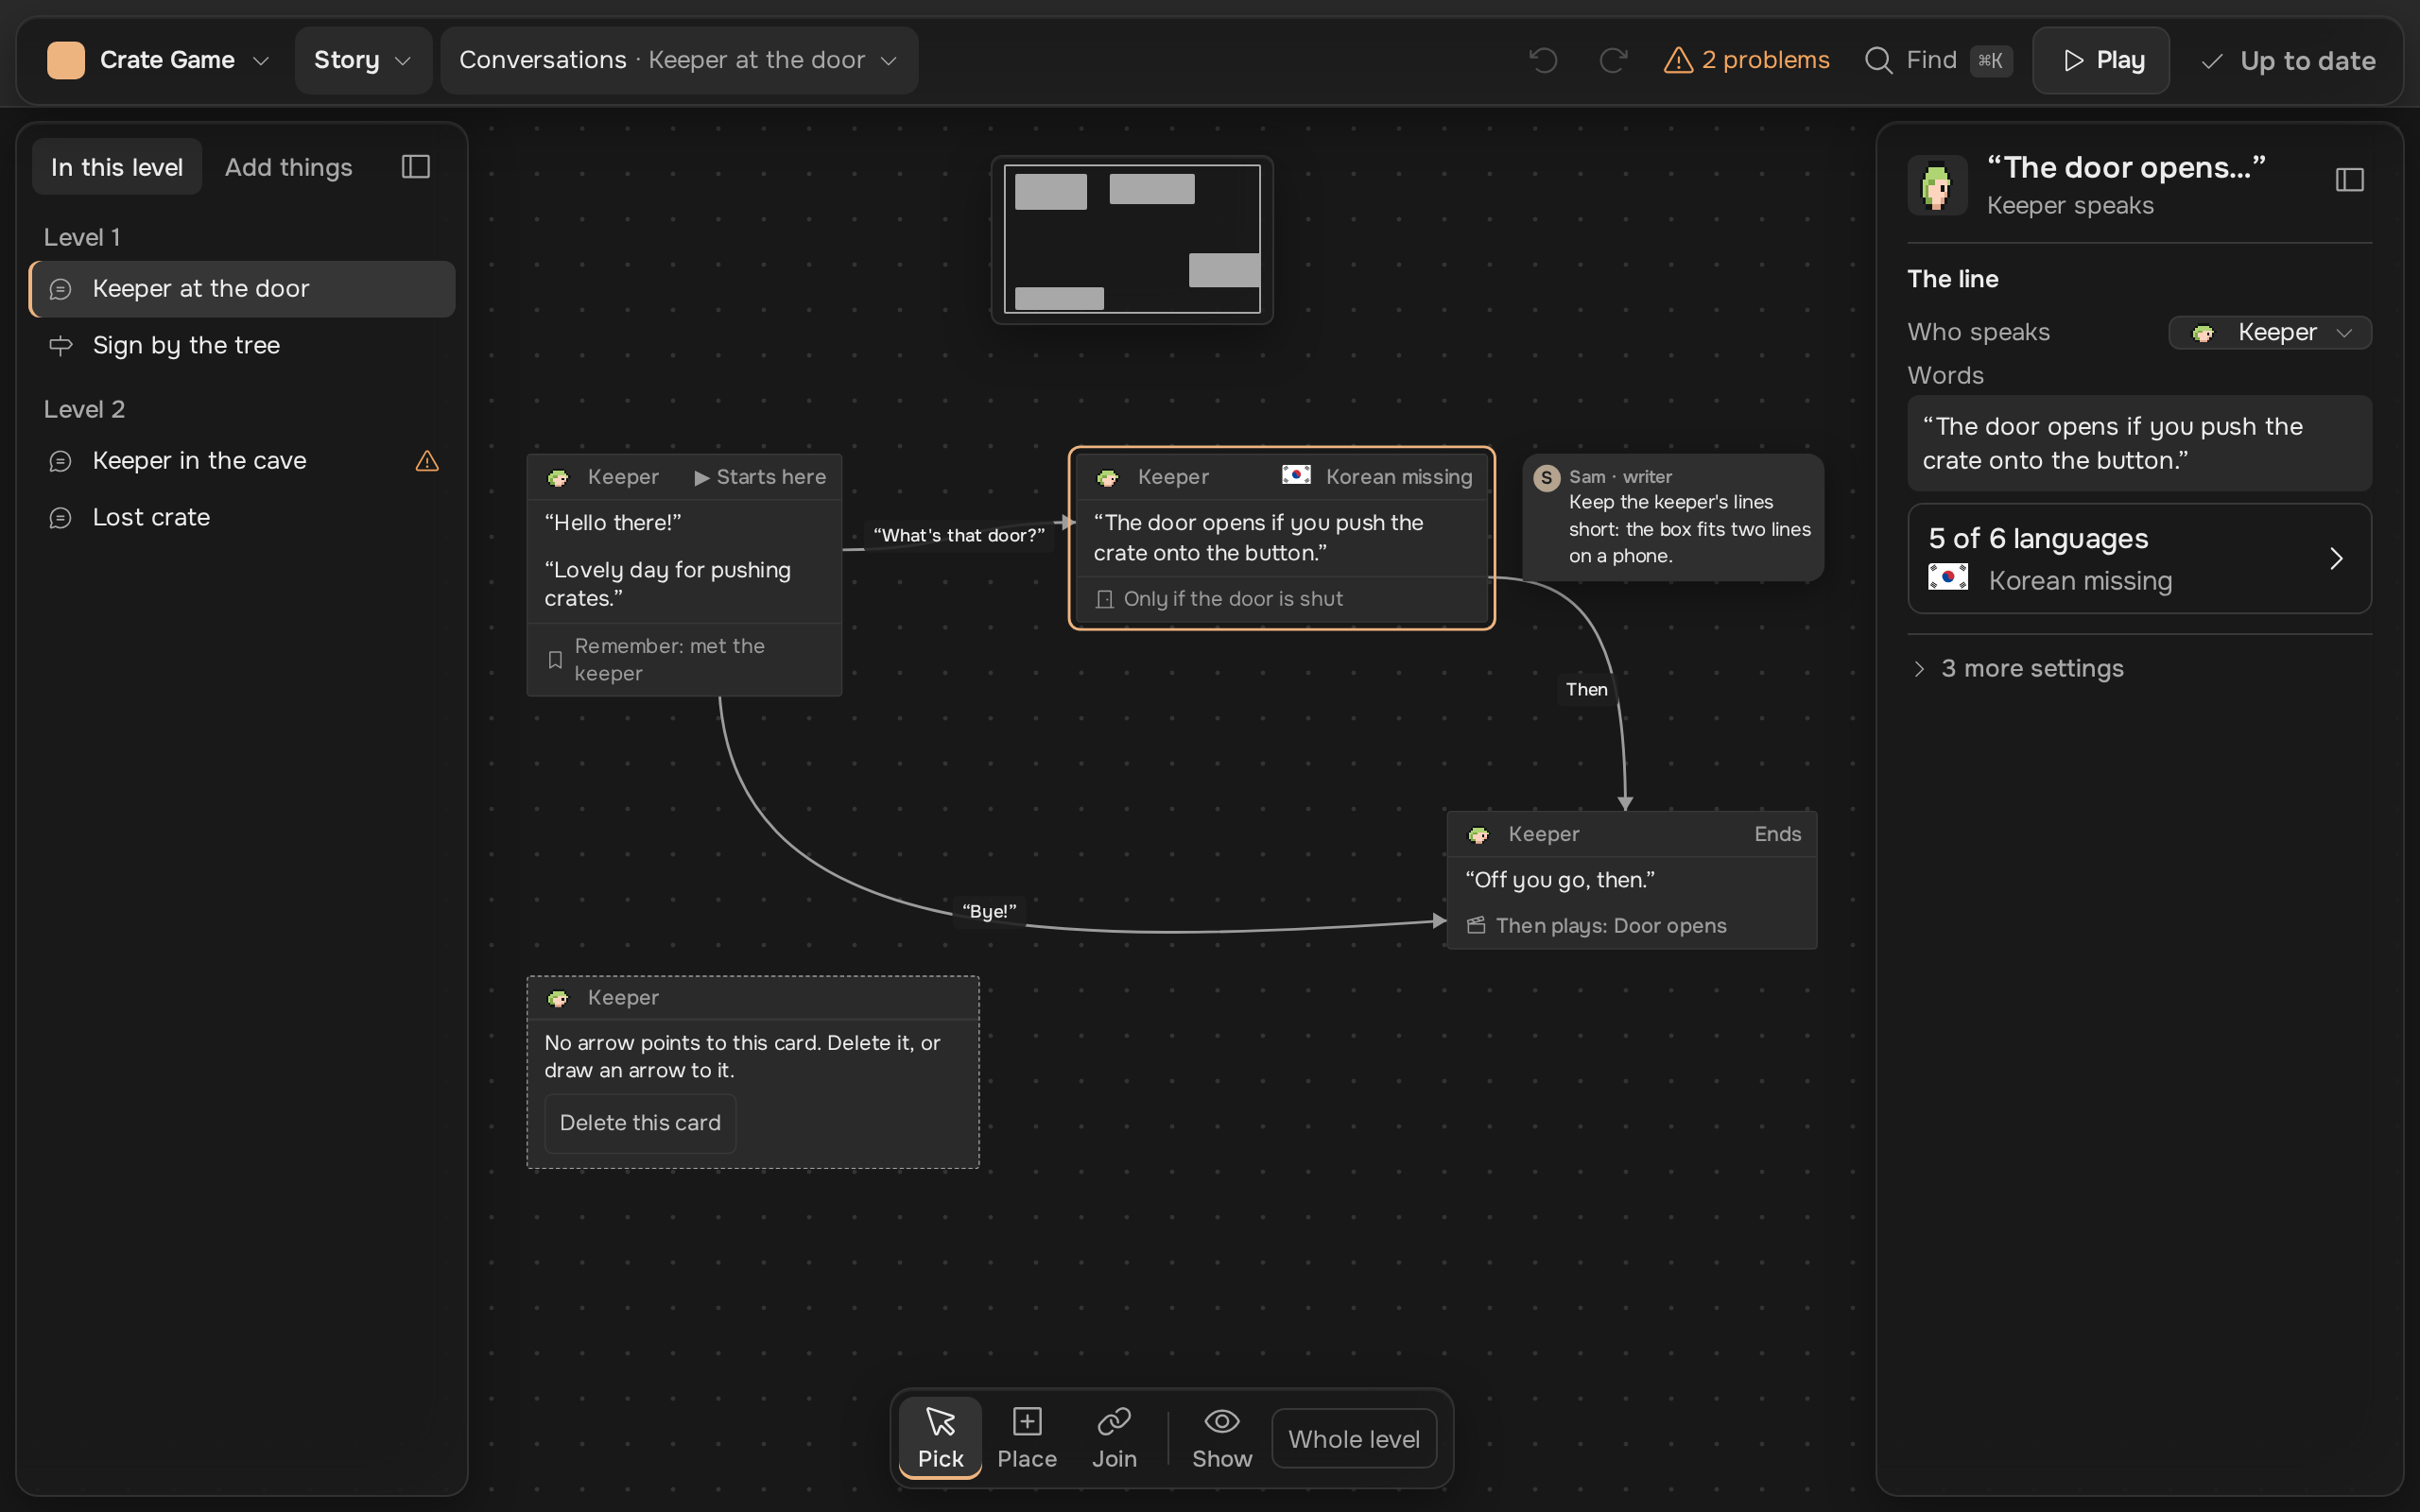 Crate Game
Story
Conversations · Keeper at the door
2 problems
Find ⌘K
Play
Up to date
In this level
Add things
Level 1
Keeper at the door
Sign by the tree
Level 2
Keeper in the cave
Lost crate
Keeper
▶ Starts here
“Hello there!”
“Lovely day for pushing
crates.”
Remember: met the
keeper
“What's that door?”
Keeper
Korean missing
“The door opens if you push the
crate onto the button.”
Only if the door is shut
S
Sam · writer
Keep the keeper's lines
short: the box fits two lines
on a phone.
Then
“Bye!”
Keeper
Ends
“Off you go, then.”
Then plays: Door opens
Keeper
No arrow points to this card. Delete it, or
draw an arrow to it.
Delete this card
Pick
Place
Join
Show
Whole level
“The door opens...”
Keeper speaks
The line
Who speaks
Keeper
Words
“The door opens if you push the
crate onto the button.”
5 of 6 languages
Korean missing
3 more settings